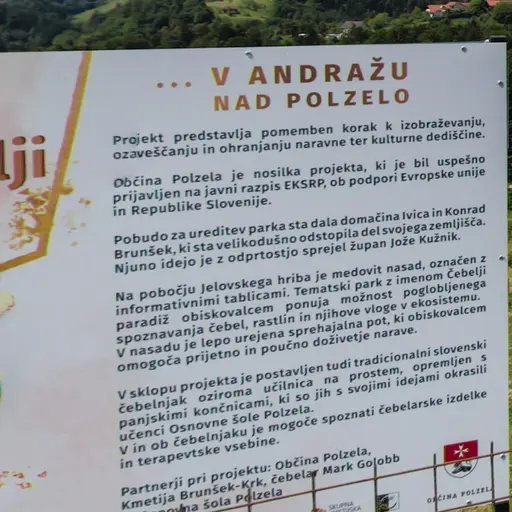 lji
... V ANDRAŽU
NAD POLZELO
Projekt predstavlja pomemben korak k izobraževanju,
ozaveščanju in ohranjanju naravne ter kulturne dediščine.
Občina Polzela je nosilka projekta, ki je bil uspešno
prijavljen na javni razpis EKSRP, ob podpori Evropske unije
in Republike Slovenije.
Pobudo za ureditev parka sta dala domačina Ivica in Konrad
Brunšek, ki sta velikodušno odstopila del svojega zemljišča.
Njuno idejo je z odprtostjo sprejel župan Jože Kužnik.
Na pobočju Jelovskega hriba je medovit nasad, označen z
informativnimi tablicami. Tematski park z imenom Čebelji
paradiž obiskovalcem ponuja možnost poglobljenega
spoznavanja čebel, rastlin in njihove vloge v ekosistemu.
V nasadu je lepo urejena sprehajalna pot, ki obiskovalcem
omogoča prijetno in poučno doživetje narave.
V sklopu projekta je postavljen tudi tradicionalni slovenski
čebelnjak oziroma učilnica na prostem, opremljen s
panjskimi končnicami, ki so jih s svojimi idejami okrasili
učenci Osnovne šole Polzela.
V in ob čebelnjaku je mogoče spoznati čebelarske izdelke
in terapevtske vsebine.
Partnerji pri projektu: Občina Polzela,
Kmetija Brunšek-Krk, čebelar Mark Golobb
Osnovna šola Polzela
SKUPNA
OBČINA POLZELA